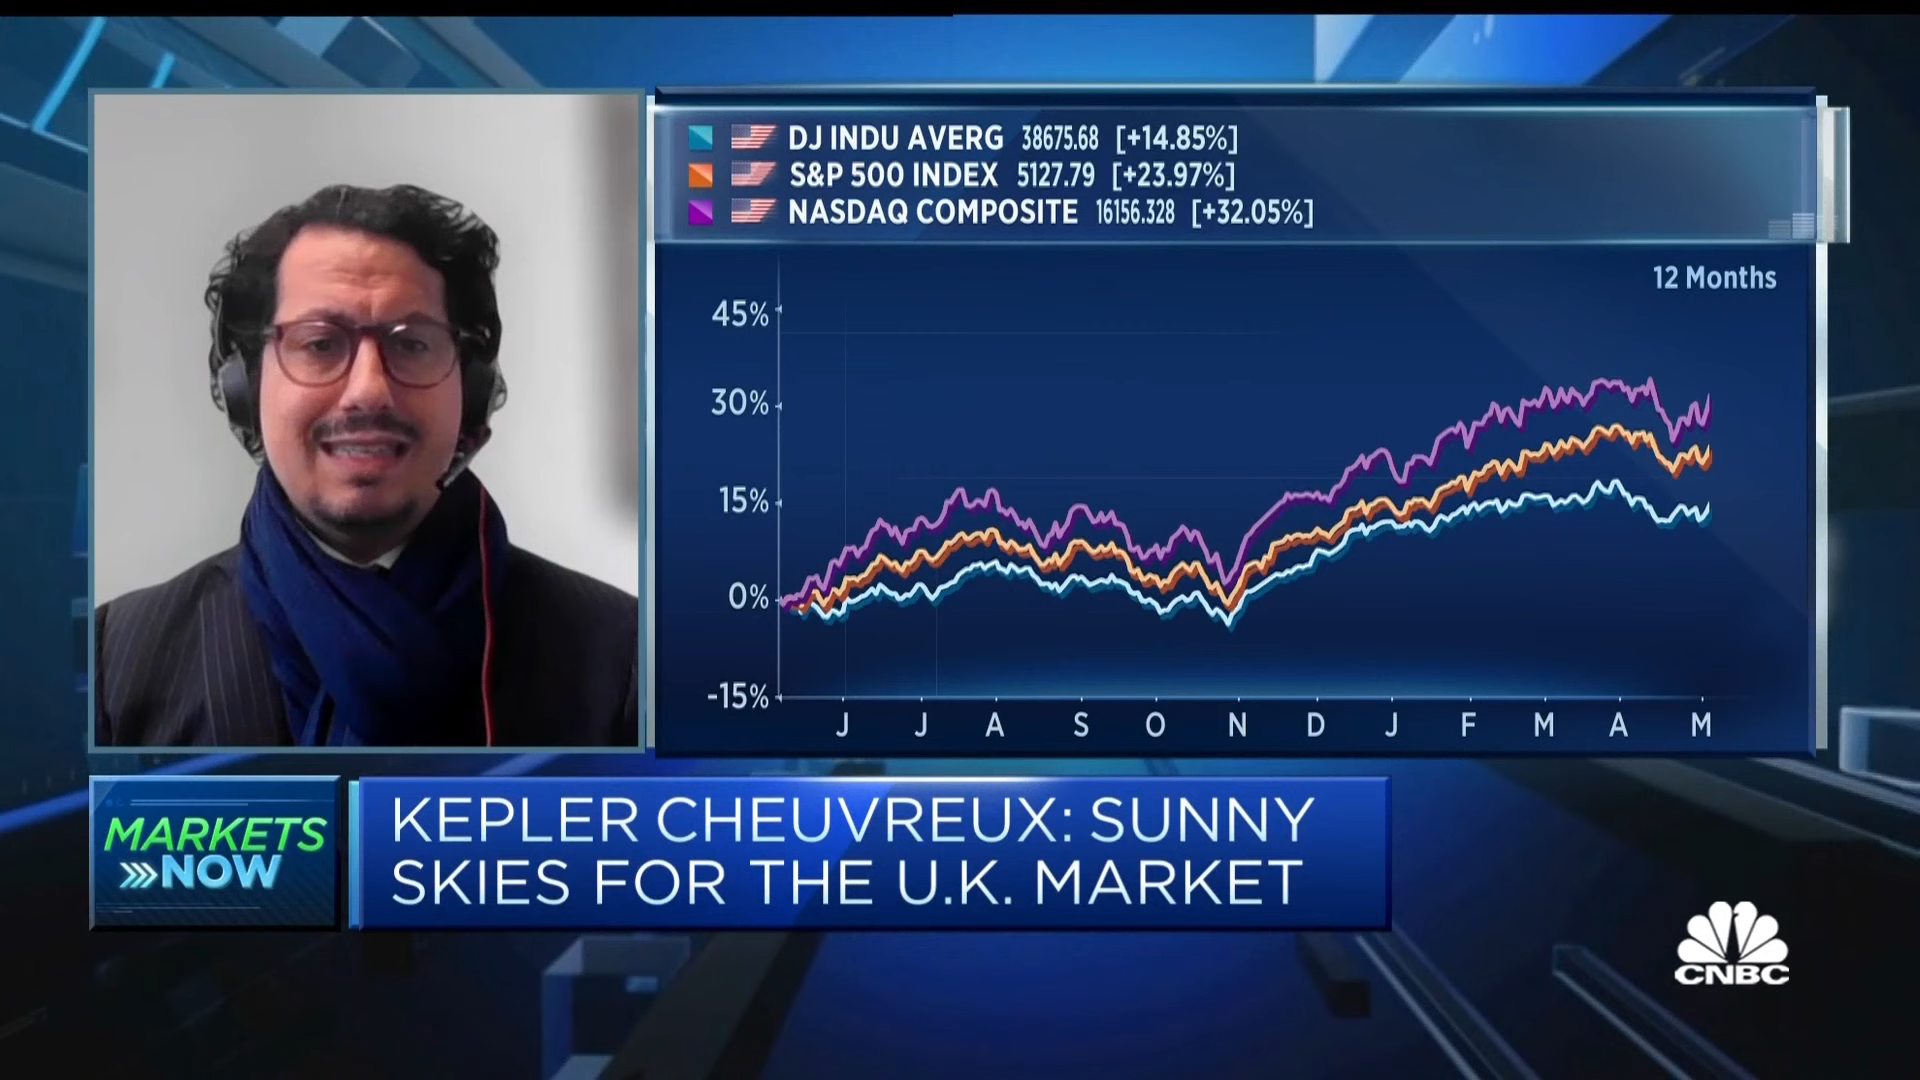 DJ INDU AVERG 38675.68 [+14.85%]
S&P 500 INDEX 5127.79 [+23.97%]
NASDAQ COMPOSITE 16156.328 [+32.05%]
12 Months
45%
30%
15%
0%
-15%
J J A S O N D J F M A M
MARKETS
NOW
KEPLER CHEUVREUX: SUNNY
SKIES FOR THE U.K. MARKET
CNBC